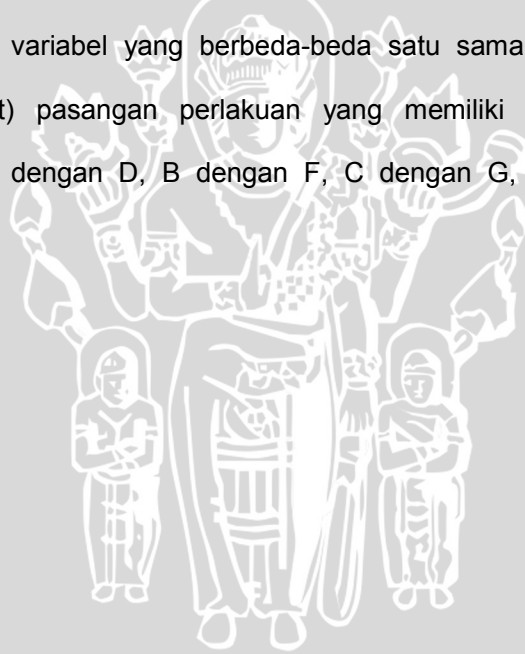 variabel yang berbeda-beda satu sama
t) pasangan perlakuan yang memiliki
dengan D, B dengan F, C dengan G,